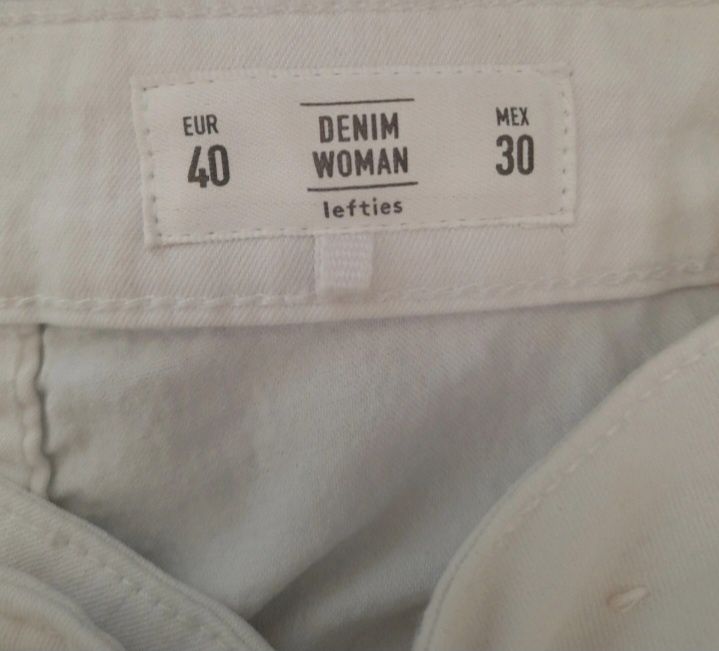 EUR
40
DENIM
WOMAN
lefties
MEX
30